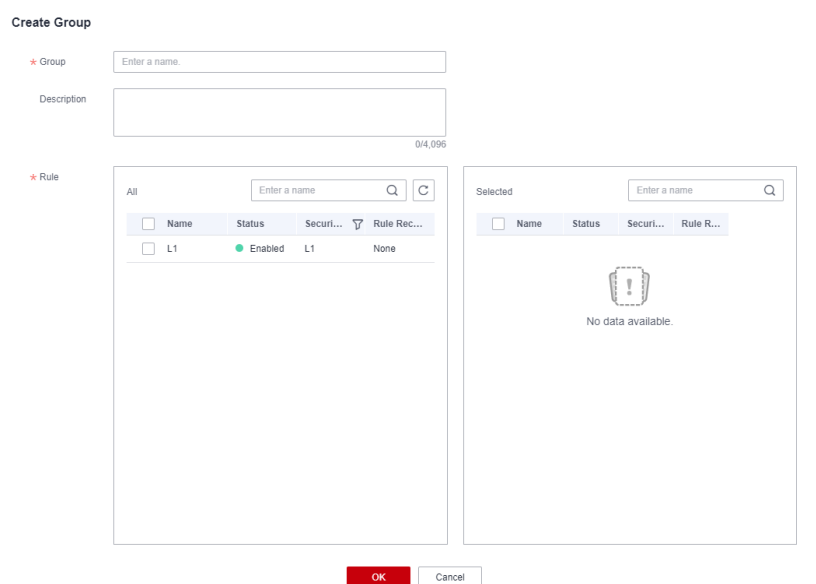 Create Group
* Group Enter a name.
Description
0/4,096
* Rule
All Enter a name
Name Status Securi... Rule Rec...
L1 Enabled L1 None
Selected Enter a name
Name Status Securi... Rule R...
No data available.
OK Cancel